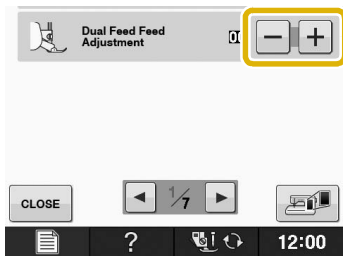 Dual Feed Feed
Adjustment
− +
CLOSE
1/7
?
12:00